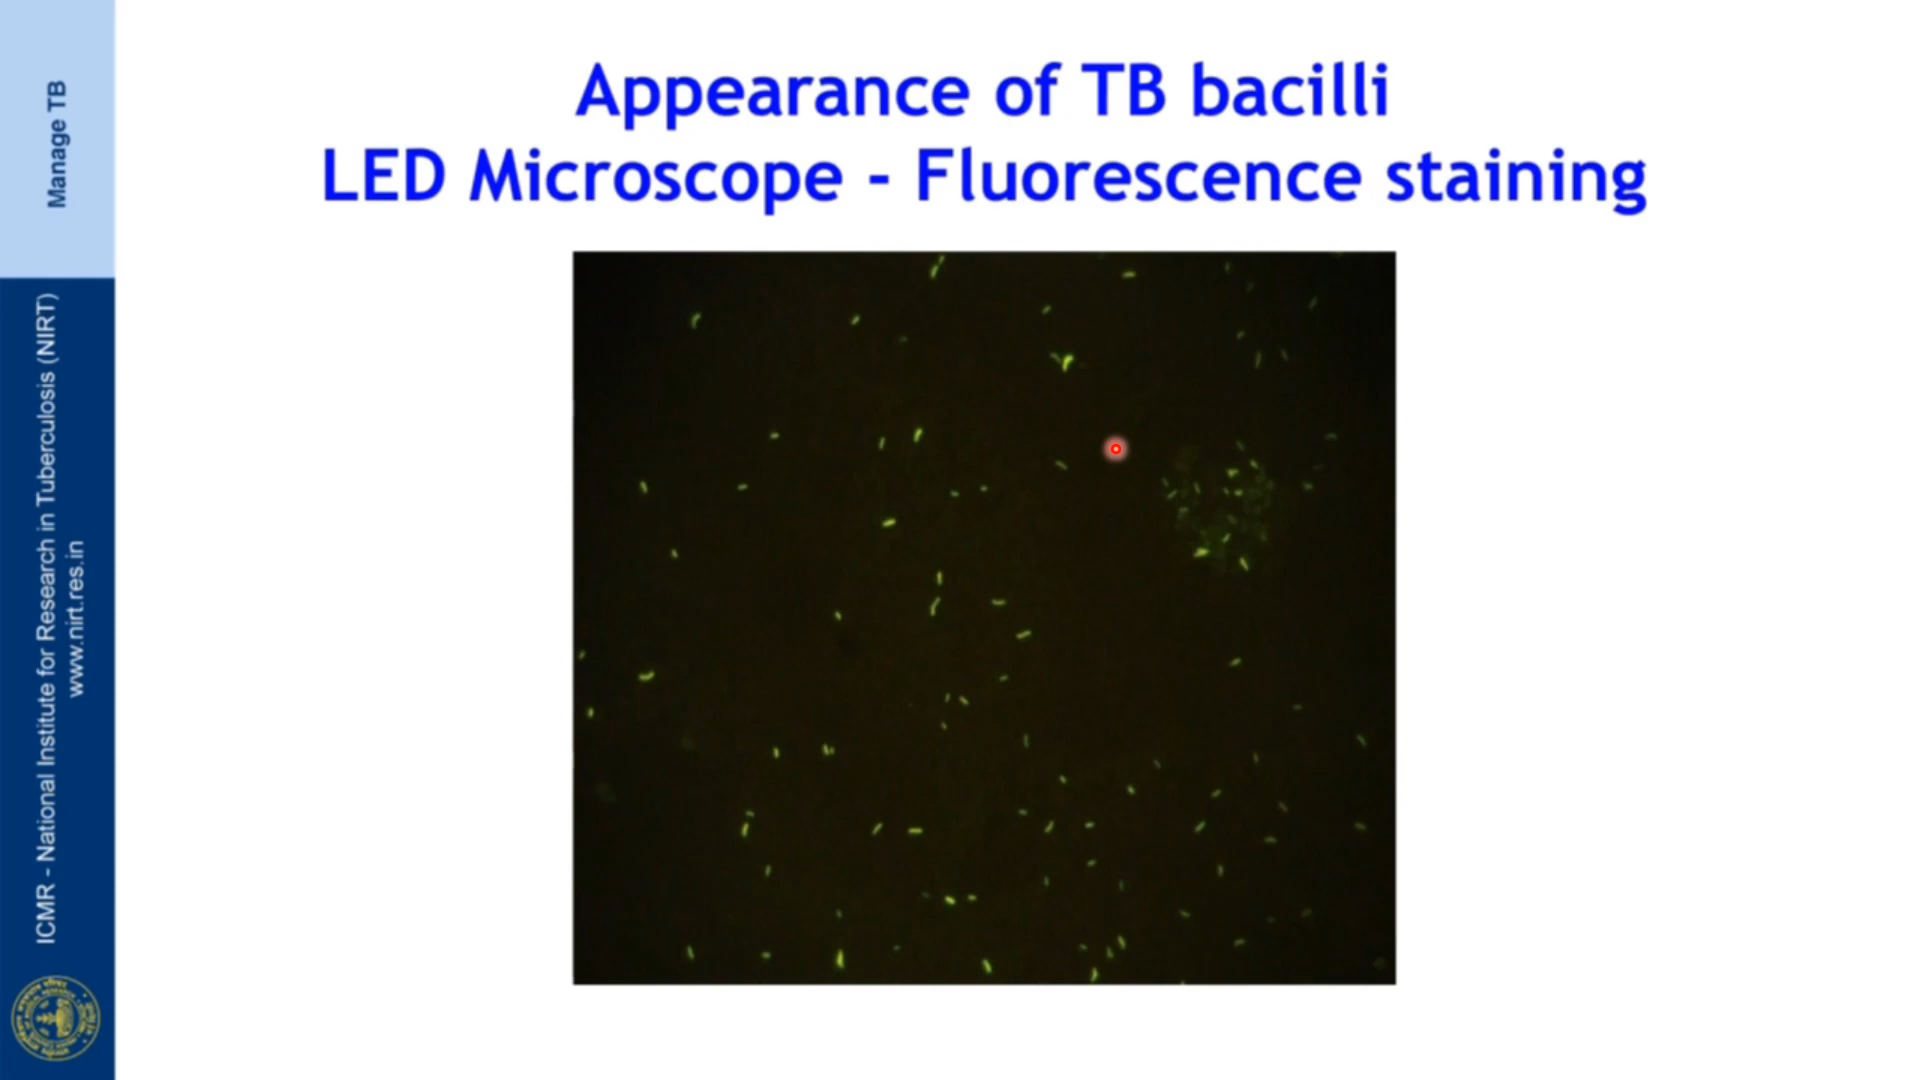 Appearance of TB bacilli
LED Microscope - Fluorescence staining
Manage TB
ICMR - National Institute for Research in Tuberculosis (NIRT)
www.nirt.res.in